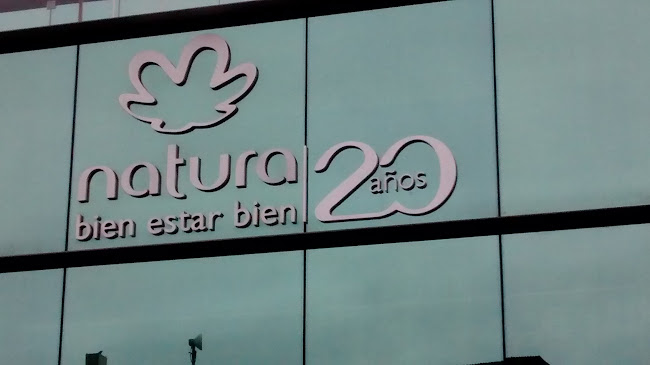 natura
bien estar bien
20
años